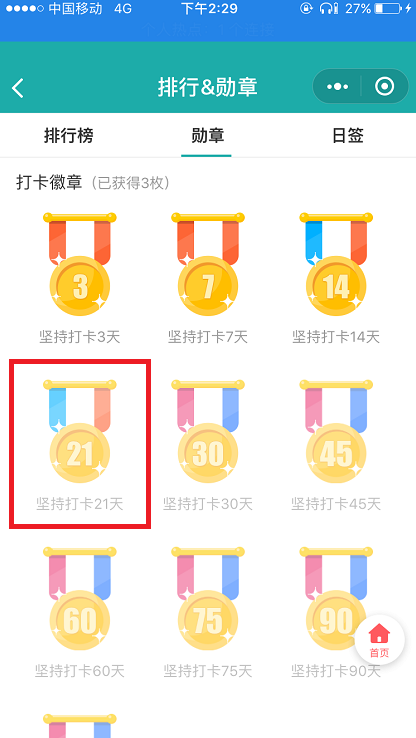 中国移动 4G 下午2:29 27%
排行&勋章
排行榜 勋章 日签
打卡徽章（已获得3枚）
3 7 14
坚持打卡3天 坚持打卡7天 坚持打卡14天
21 30 45
坚持打卡21天 坚持打卡30天 坚持打卡45天
60 75 90
坚持打卡60天 坚持打卡75天 坚持打卡90天
首页